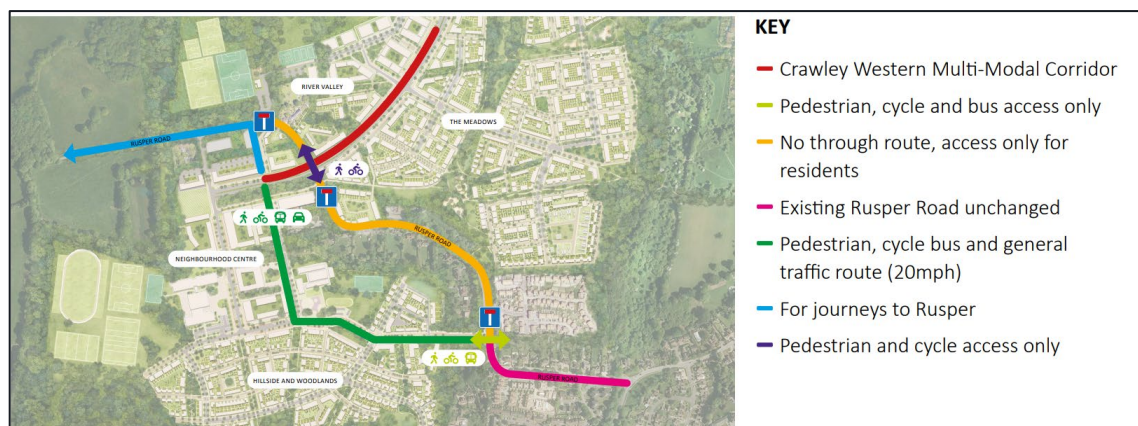 RIVER VALLEY
THE MEADOWS
RUSPER ROAD
RUSPER ROAD
NEIGHBOURHOOD CENTRE
HILLSIDE AND WOODLANDS
RUSPER ROAD
KEY
Crawley Western Multi-Modal Corridor
Pedestrian, cycle and bus access only
No through route, access only for
residents
Existing Rusper Road unchanged
Pedestrian, cycle bus and general
traffic route (20mph)
For journeys to Rusper
Pedestrian and cycle access only